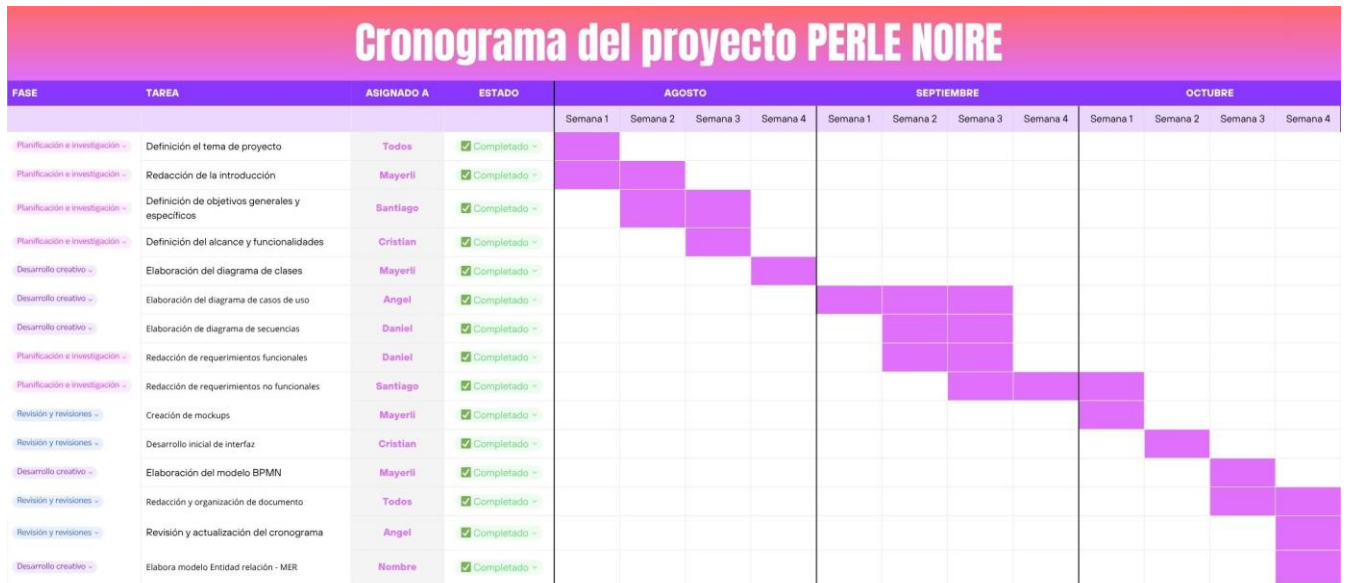 Cronograma del proyecto PERLE NOIRE
FASE TAREA ASIGNADO A ESTADO AGOSTO SEPTIEMBRE OCTUBRE
Semana 1 Semana 2 Semana 3 Semana 4 Semana 1 Semana 2 Semana 3 Semana 4 Semana 1 Semana 2 Semana 3 Semana 4
Planificación e investigación Definición el tema de proyecto Todos ✅ Completado
Planificación e investigación Redacción de la introducción Mayerli ✅ Completado
Planificación e investigación Definición de objetivos generales y
específicos Santiago ✅ Completado
Planificación e investigación Definición del alcance y funcionalidades Cristian ✅ Completado
Desarrollo creativo Elaboración del diagrama de clases Mayerli ✅ Completado
Desarrollo creativo Elaboración del diagrama de casos de uso Angel ✅ Completado
Desarrollo creativo Elaboración de diagrama de secuencias Daniel ✅ Completado
Planificación e investigación Redacción de requerimientos funcionales Daniel ✅ Completado
Planificación e investigación Redacción de requerimientos no funcionales Santiago ✅ Completado
Revisión y revisiones Creación de mockups Mayerli ✅ Completado
Revisión y revisiones Desarrollo inicial de interfaz Cristian ✅ Completado
Desarrollo creativo Elaboración del modelo BPMN Mayerli ✅ Completado
Revisión y revisiones Redacción y organización de documento Todos ✅ Completado
Revisión y revisiones Revisión y actualización del cronograma Angel ✅ Completado
Desarrollo creativo Elabora modelo Entidad relación - MER Nombre ✅ Completado